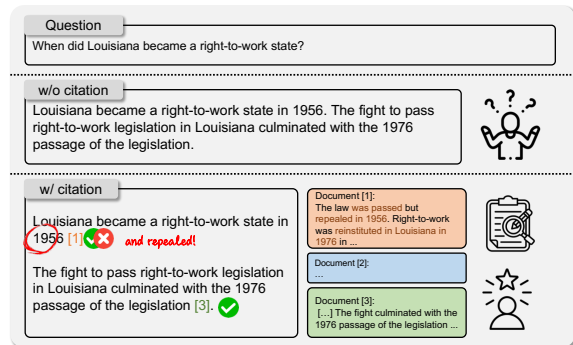 Question
When did Louisiana became a right-to-work state?
w/o citation
Louisiana became a right-to-work state in 1956. The fight to pass
right-to-work legislation in Louisiana culminated with the 1976
passage of the legislation.
? ? ?
w/ citation
Louisiana became a right-to-work state in
1956 [1] and repealed!
The fight to pass right-to-work legislation
in Louisiana culminated with the 1976
passage of the legislation [3].
Document [1]:
The law was passed but
repealed in 1956. Right-to-work
was reinstituted in Louisiana in
1976 in ...
Document [2]:
...
Document [3]:
[...] The fight culminated with the
1976 passage of the legislation ...